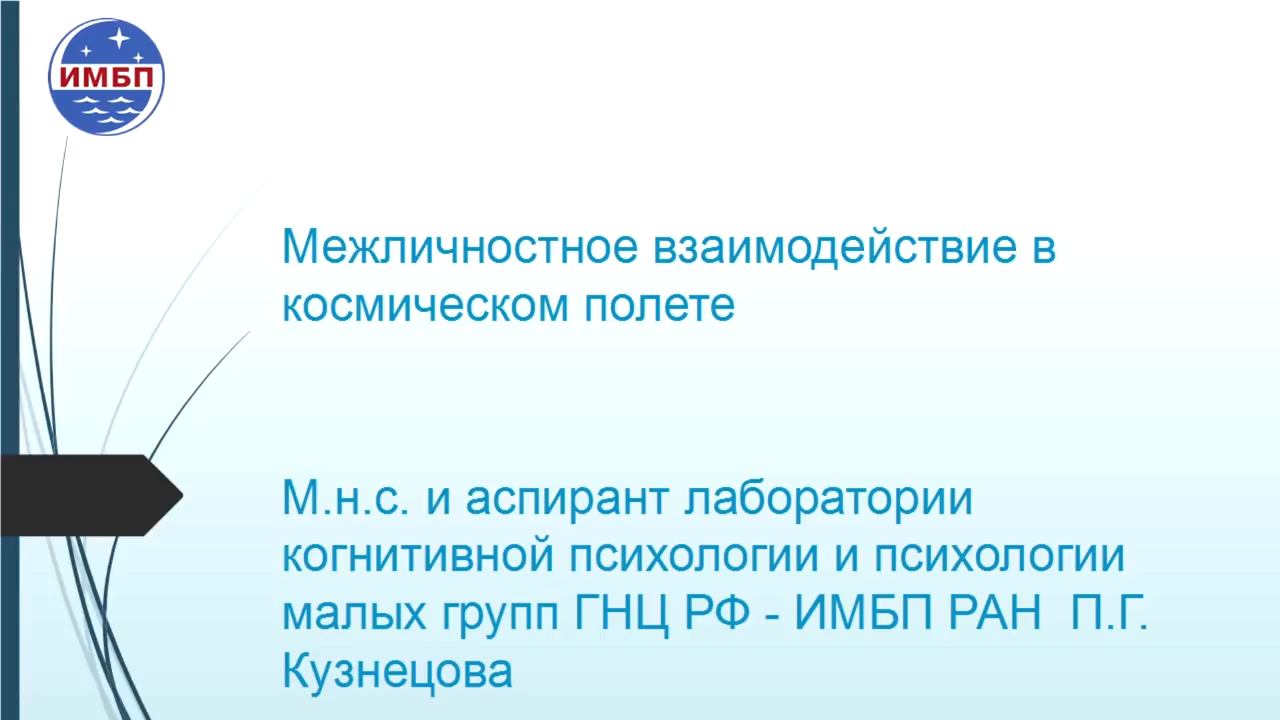 ИМБП
Межличностное взаимодействие в
космическом полете
М.н.с. и аспирант лаборатории
когнитивной психологии и психологии
малых групп ГНЦ РФ - ИМБП РАН  П.Г.
Кузнецова